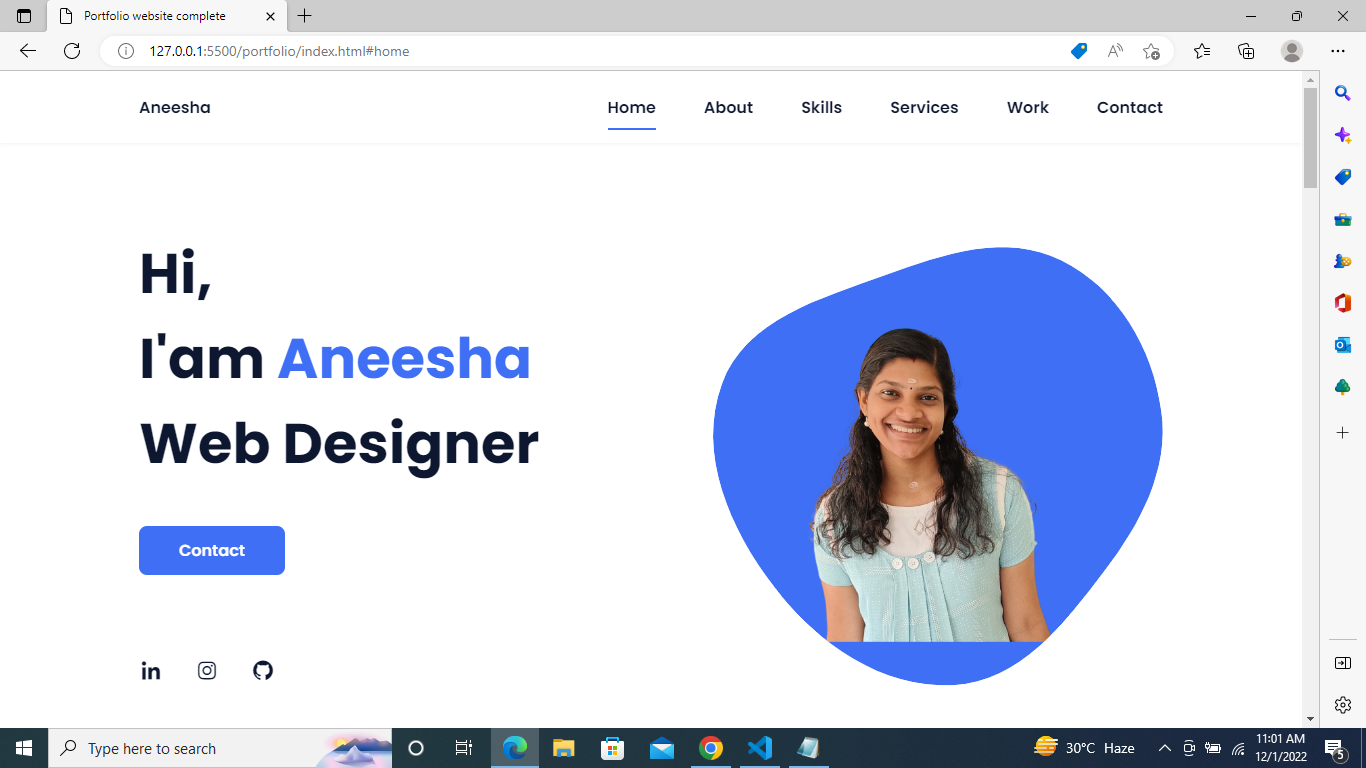 Portfolio website complete
127.0.0.1:5500/portfolio/index.html#home
Aneesha Home About Skills Services Work Contact
Hi,
I'am Aneesha
Web Designer
Contact
Type here to search
30°C Haze
11:01 AM
12/1/2022
5